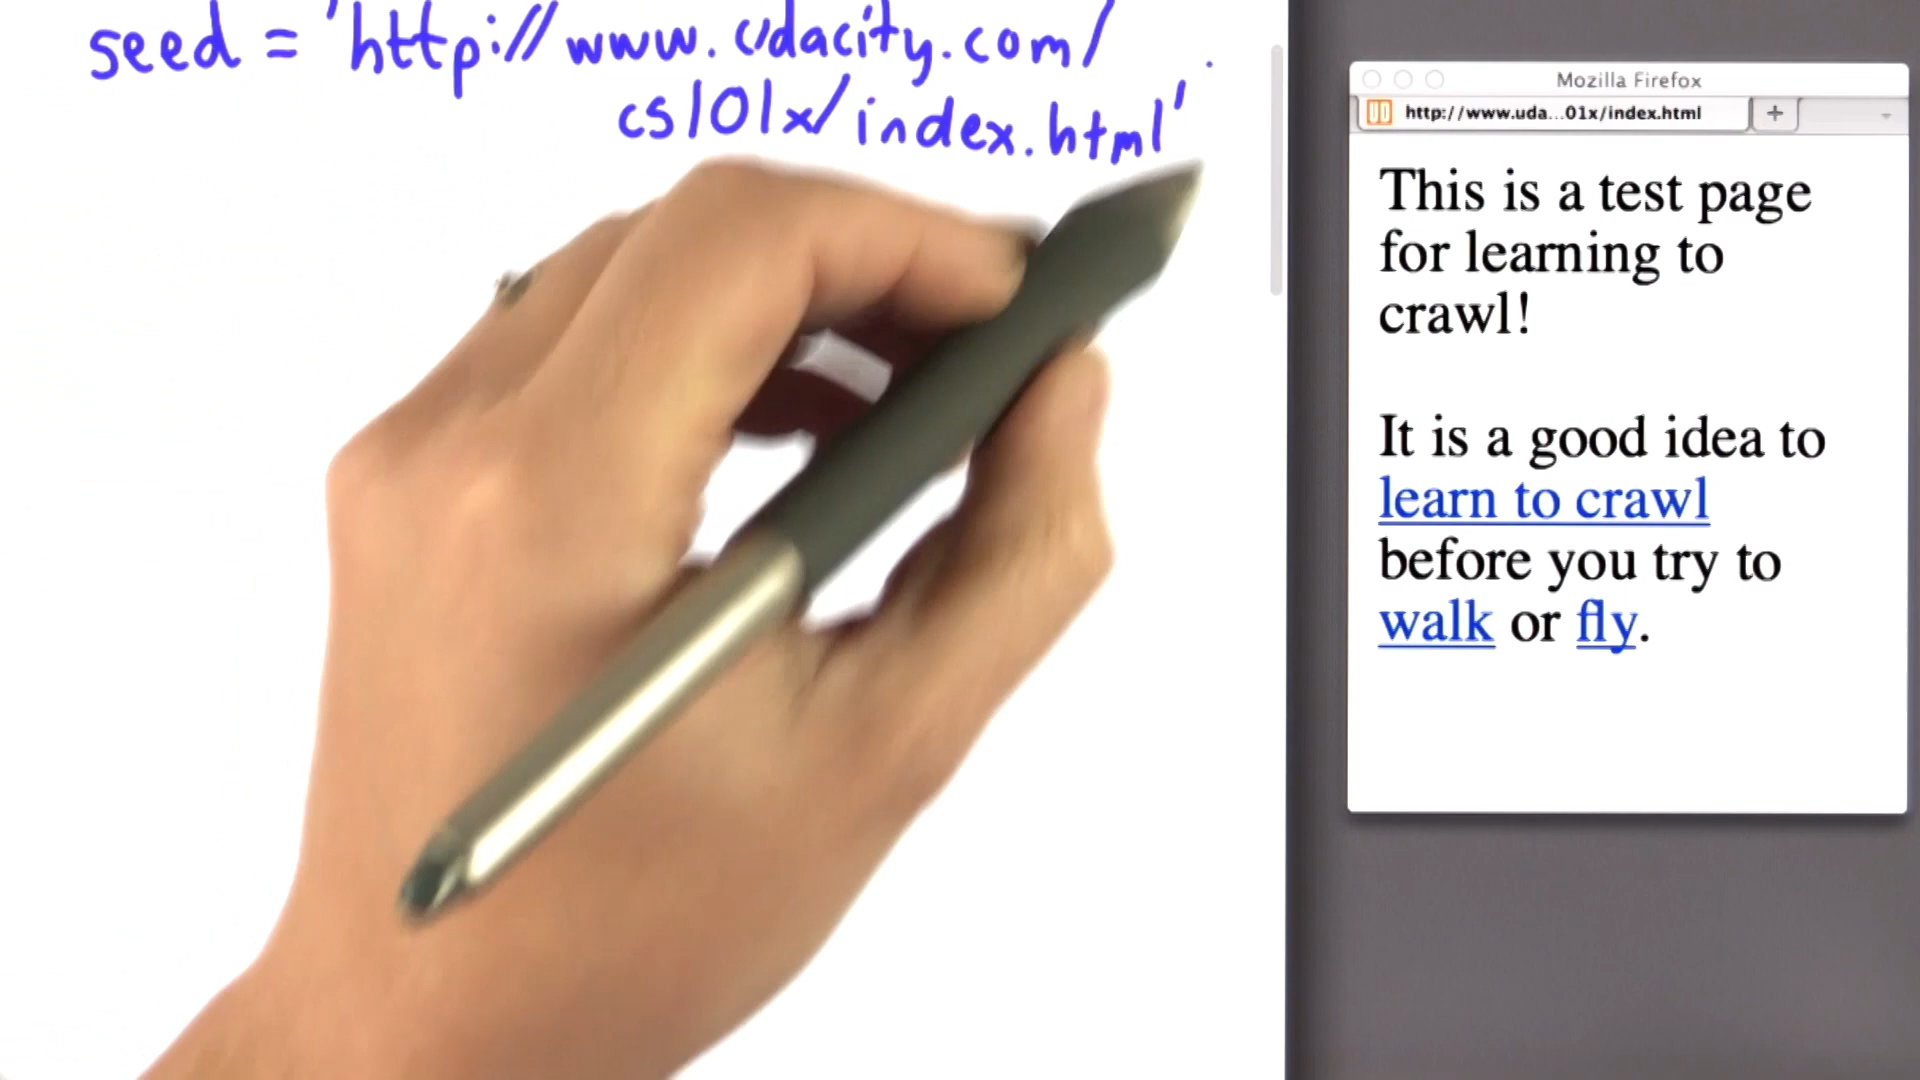 seed = 'http://www.udacity.com/
cs101x/index.html'
Mozilla Firefox
http://www.uda...01x/index.html
This is a test page
for learning to
crawl!
It is a good idea to
learn to crawl
before you try to
walk or fly.